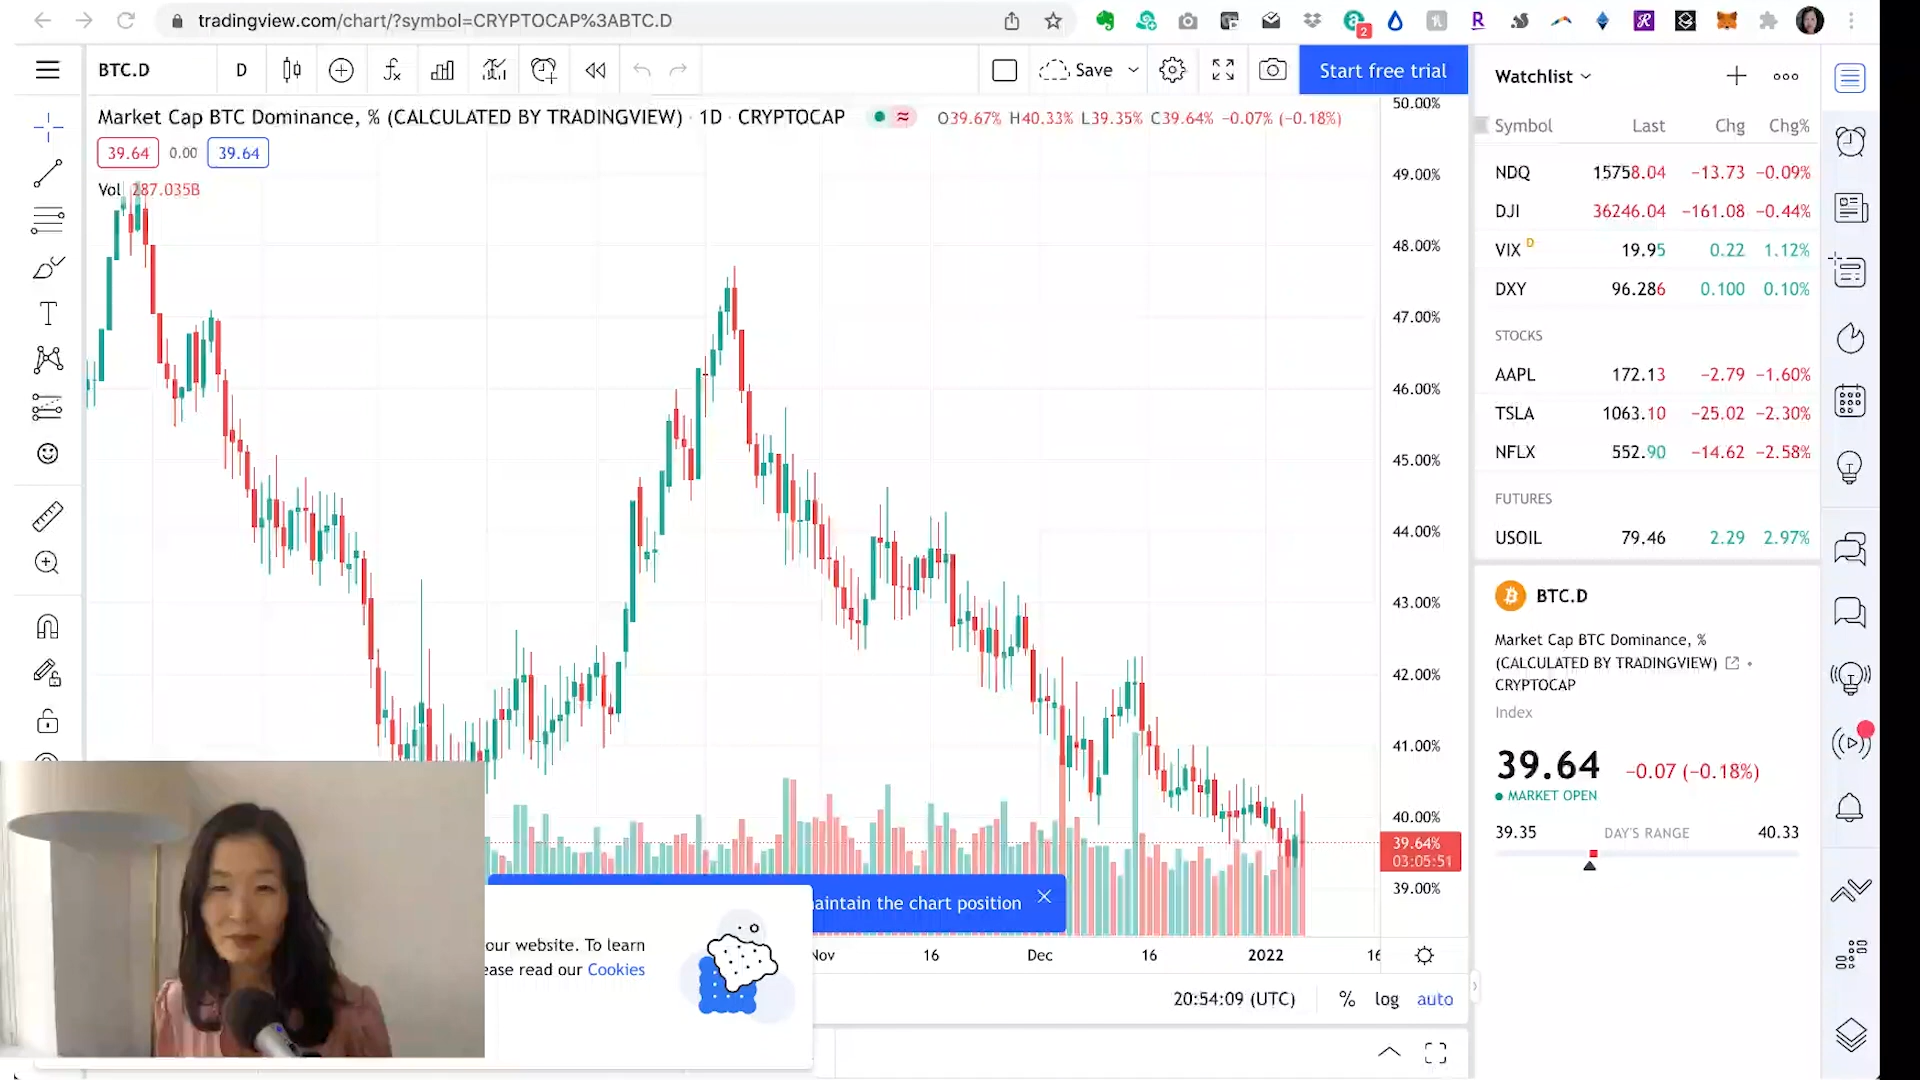 tradingview.com/chart/?symbol=CRYPTOCAP%3ABTC.D
2
BTC.D
D
Save
Start free trial
Market Cap BTC Dominance, % (CALCULATED BY TRADINGVIEW) · 1D · CRYPTOCAP
O39.67% H40.33% L39.35% C39.64% −0.07% (−0.18%)
39.64
0.00
39.64
Vol 287.035B
50.00%
49.00%
48.00%
47.00%
46.00%
45.00%
44.00%
43.00%
42.00%
41.00%
40.00%
39.64%
03:05:51
39.00%
aintain the chart position
our website. To learn
ease read our Cookies
Nov
16
Dec
16
2022
16
20:54:09 (UTC)
%
log
auto
Watchlist
Symbol Last Chg Chg%
NDQ 15758.04 −13.73 −0.09%
DJI 36246.04 −161.08 −0.44%
VIX D 19.95 0.22 1.12%
DXY 96.286 0.100 0.10%
STOCKS
AAPL 172.13 −2.79 −1.60%
TSLA 1063.10 −25.02 −2.30%
NFLX 552.90 −14.62 −2.58%
FUTURES
USOIL 79.46 2.29 2.97%
BTC.D
Market Cap BTC Dominance, %
(CALCULATED BY TRADINGVIEW)
CRYPTOCAP
Index
39.64 −0.07 (−0.18%)
MARKET OPEN
39.35 DAY'S RANGE 40.33